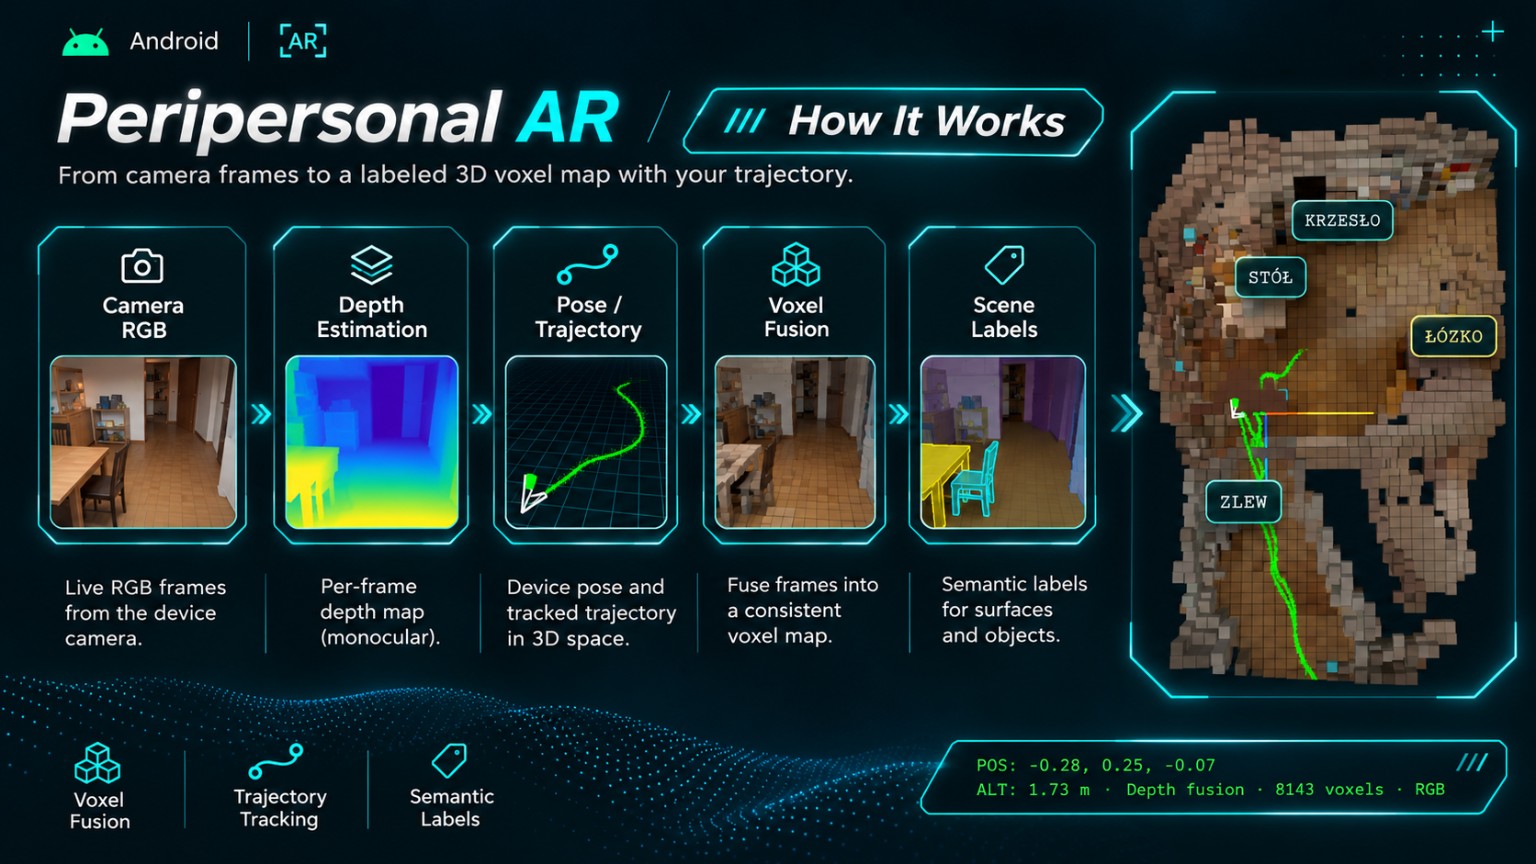 Android
AR
Peripersonal AR / /// How It Works
From camera frames to a labeled 3D voxel map with your trajectory.
Camera
RGB
Depth
Estimation
Pose /
Trajectory
Voxel
Fusion
Scene
Labels
Live RGB frames
from the device
camera.
Per-frame
depth map
(monocular).
Device pose and
tracked trajectory
in 3D space.
Fuse frames into
a consistent
voxel map.
Semantic labels
for surfaces
and objects.
KRZESŁO
STÓŁ
ŁÓZKO
ZLEW
Voxel
Fusion
Trajectory
Tracking
Semantic
Labels
POS: -0.28, 0.25, -0.07
ALT: 1.73 m · Depth fusion · 8143 voxels · RGB